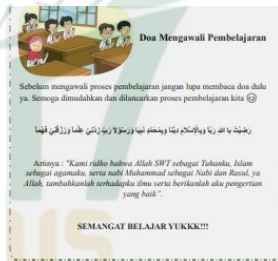 Doa Mengawali Pembelajaran
Sebelum mengawali proses pembelajaran jangan lupa membaca doa dulu
ya. Semoga dimudahkan dan dilancarkan proses pembelajaran kita 😊
رَضِيْتُ بِا اللهِ رَبًّا وَبِالْإِسْلَامِ دِيْنًا وَبِمُحَمَّدٍ نَبِيًّا وَرَسُوْلًا رَبِّ زِدْنِيْ عِلْمًا وَرْزُقْنِيْ فَهْمًا
Artinya : "Kami ridho bahwa Allah SWT sebagai Tuhanku, Islam
sebagai agamaku, serta nabi Muhammad sebagai Nabi dan Rasul, ya
Allah, tambahkanlah terhadapku ilmu serta berikanlah aku pengertian
yang baik".
SEMANGAT BELAJAR YUKKK!!!